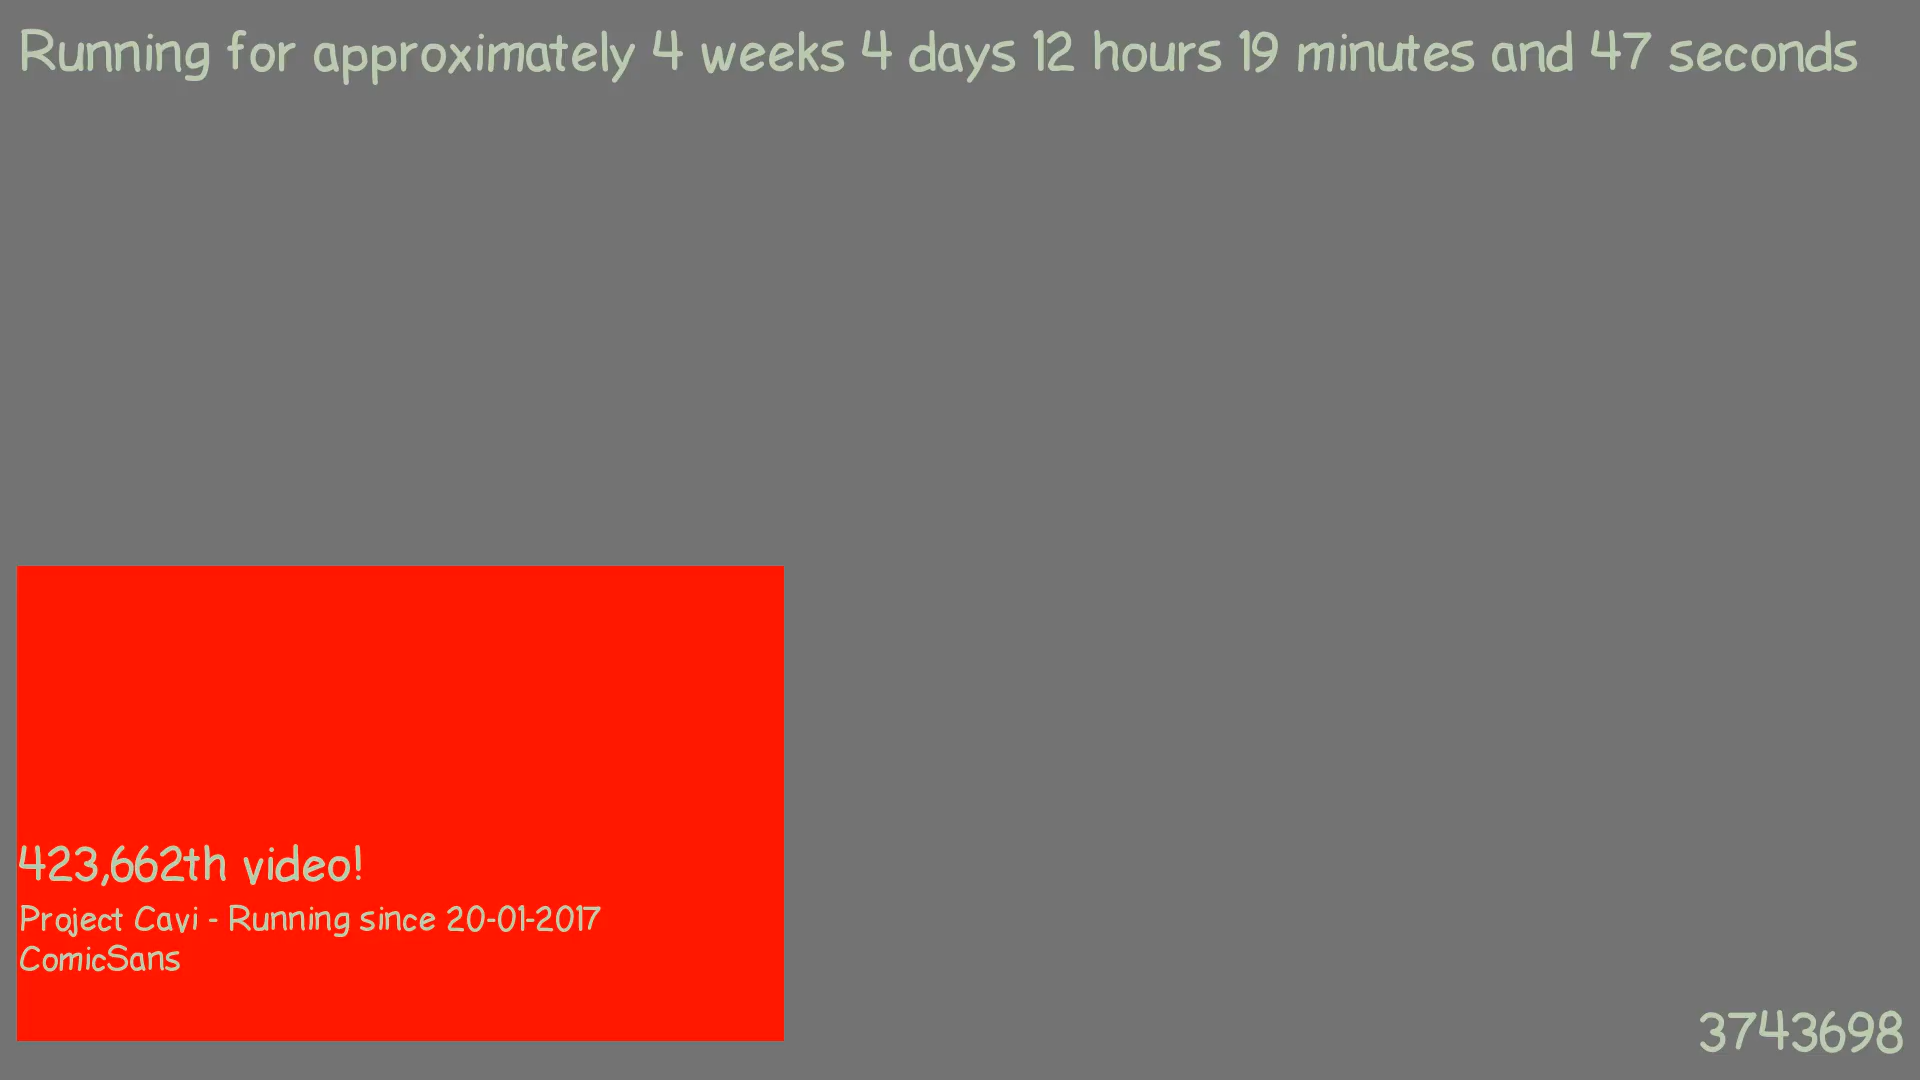 Running for approximately 4 weeks 4 days 12 hours 19 minutes and 47 seconds
423,662th video!
Project Cavi - Running since 20-01-2017
ComicSans
3743698